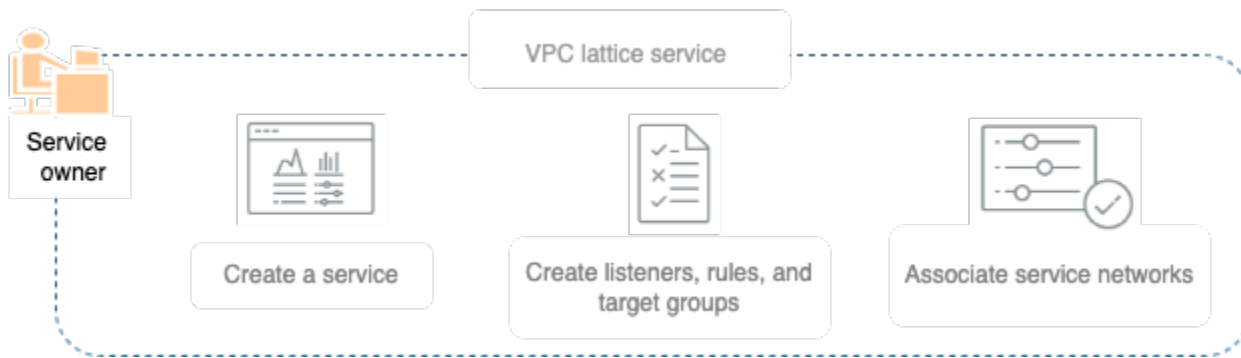 VPC lattice service
Service
owner
Create a service
Create listeners, rules, and
target groups
Associate service networks